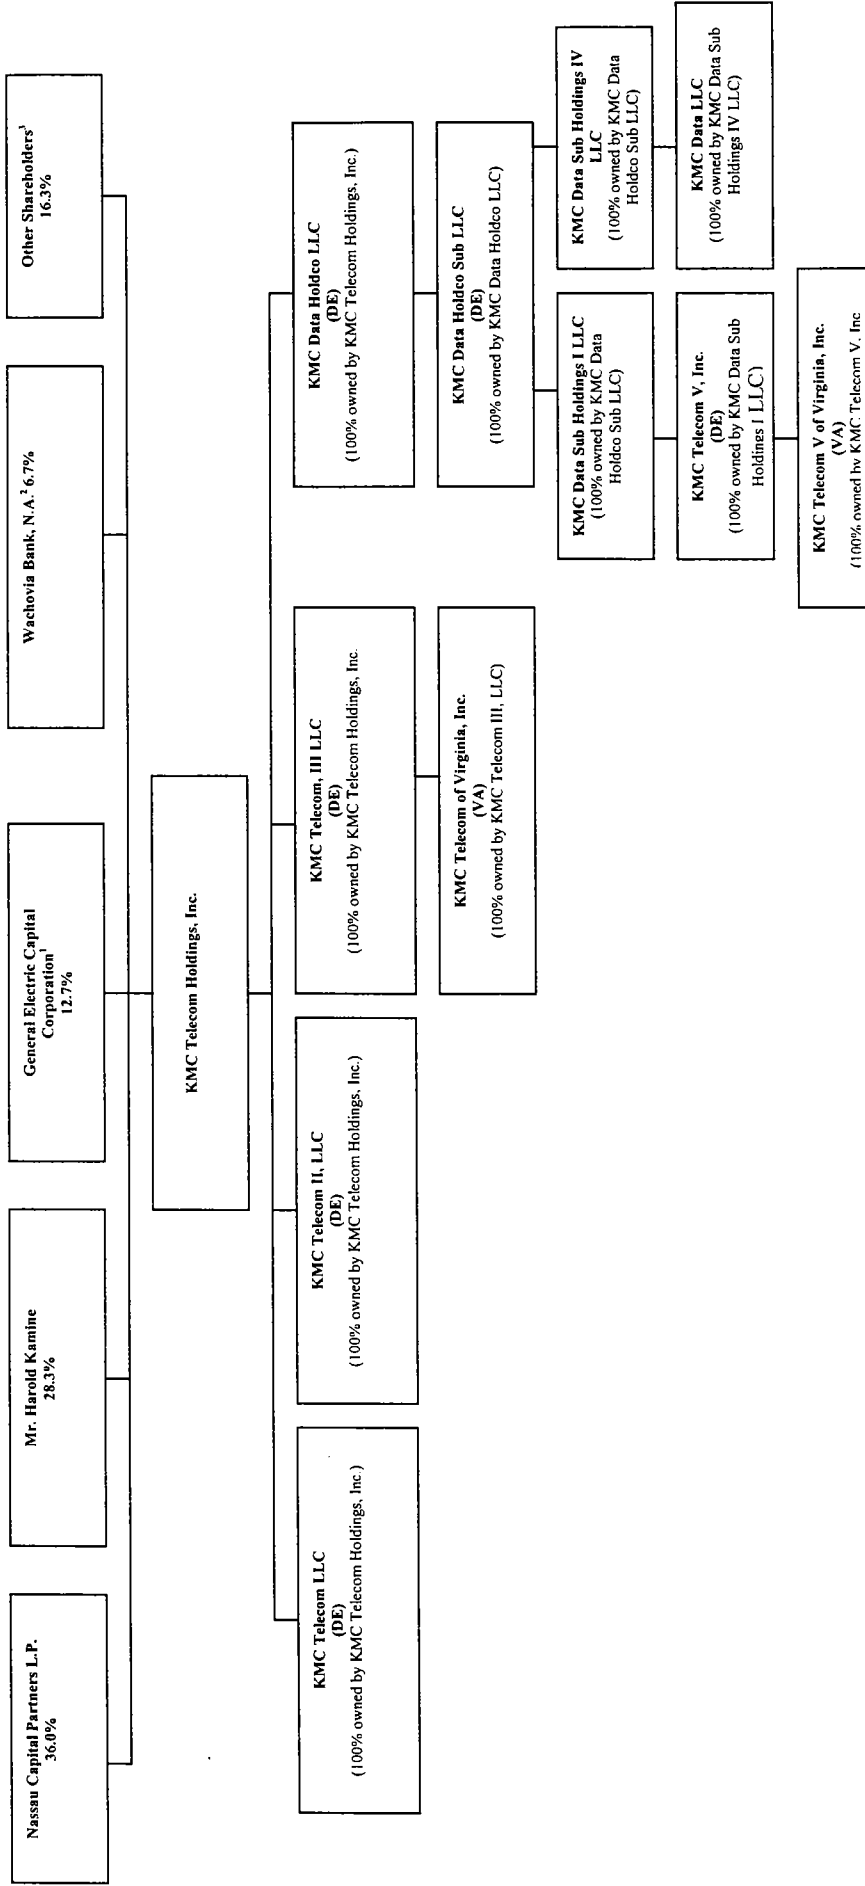 Nassau Capital Partners L.P.
36.0%
Mr. Harold Kamine
28.3%
General Electric Capital
Corporation¹
12.7%
Wachovia Bank, N.A.² 6.7%
Other Shareholders³
16.3%
KMC Telecom Holdings, Inc.
KMC Telecom LLC
(DE)
(100% owned by KMC Telecom Holdings, Inc.)
KMC Telecom II, LLC
(DE)
(100% owned by KMC Telecom Holdings, Inc.)
KMC Telecom, III LLC
(DE)
(100% owned by KMC Telecom Holdings, Inc.
KMC Data Holdco LLC
(DE)
(100% owned by KMC Telecom Holdings, Inc.)
KMC Telecom of Virginia, Inc.
(VA)
(100% owned by KMC Telecom III, LLC)
KMC Data Holdco Sub LLC
(DE)
(100% owned by KMC Data Holdco LLC)
KMC Data Sub Holdings I LLC
(100% owned by KMC Data
Holdco Sub LLC)
KMC Data Sub Holdings IV
LLC
(100% owned by KMC Data
Holdco Sub LLC)
KMC Telecom V, Inc.
(DE)
(100% owned by KMC Data Sub
Holdings I LLC)
KMC Data LLC
(100% owned by KMC Data Sub
Holdings IV LLC)
KMC Telecom V of Virginia, Inc.
(VA)
(100% owned by KMC Telecom V, Inc